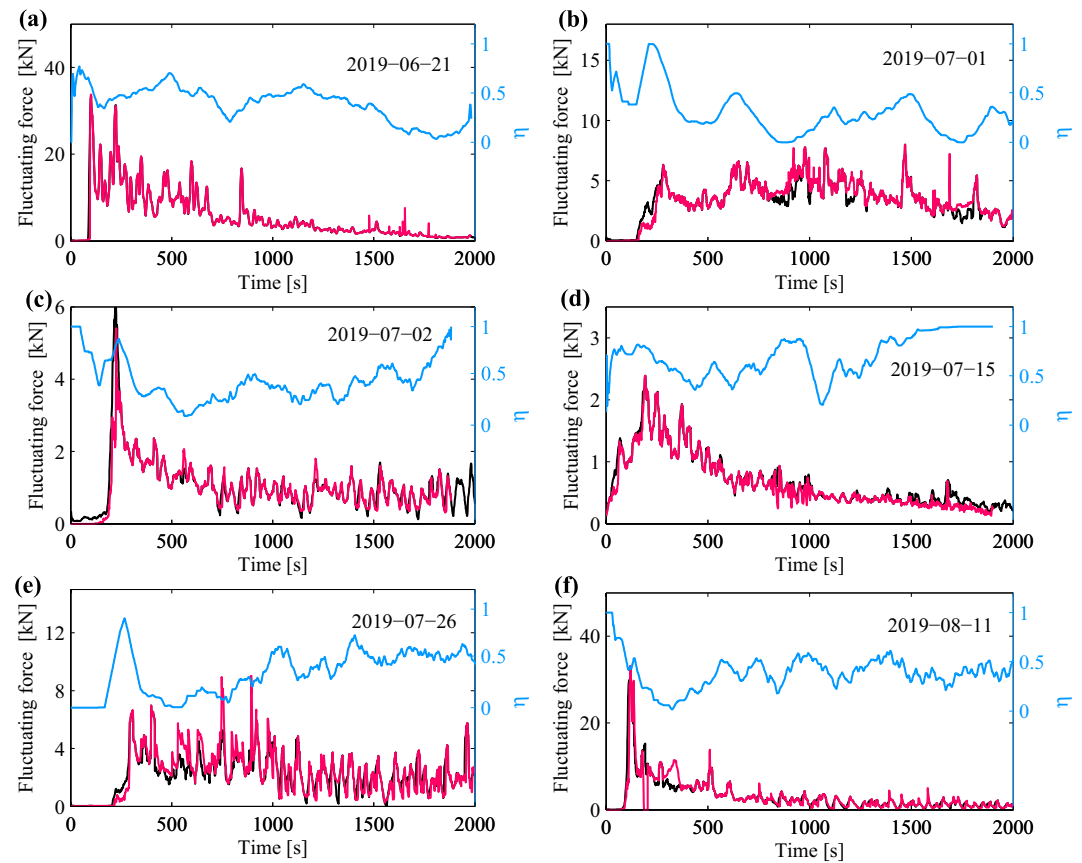 (a)
Fluctuating force [kN]
40
20
0
2019−06−21
1
0.5
0
η
0 500 1000 1500 2000
Time [s]
(b)
Fluctuating force [kN]
15
10
5
0
2019−07−01
1
0.5
0
η
0 500 1000 1500 2000
Time [s]
(c)
Fluctuating force [kN]
6
4
2
0
2019−07−02
1
0.5
0
η
0 500 1000 1500 2000
Time [s]
(d)
Fluctuating force [kN]
3
2
1
0
2019−07−15
1
0.5
0
η
0 500 1000 1500 2000
Time [s]
(e)
Fluctuating force [kN]
12
8
4
0
2019−07−26
1
0.5
0
η
0 500 1000 1500 2000
Time [s]
(f)
Fluctuating force [kN]
40
20
0
2019−08−11
1
0.5
0
η
0 500 1000 1500 2000
Time [s]